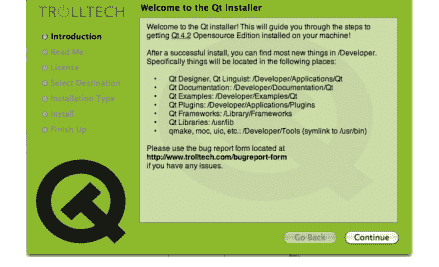 TROLLTECH
Welcome to the Qt Installer
Introduction
Read Me
License
Select Destination
Installation Type
Install
Finish Up
Welcome to the Qt installer! This will guide you through the steps to
getting Qt 4.2 Opensource Edition installed on your machine!
After a successful install, you can find most new things in /Developer.
Specifically things will be located in the following places:
• Qt Designer, Qt Linguist: /Developer/Applications/Qt
• Qt Documentation: /Developer/Documentation/Qt
• Qt Examples: /Developer/Examples/Qt
• Qt Plugins: /Developer/Applications/Plugins
• Qt Frameworks: /Library/Frameworks
• Qt Libraries: /usr/lib
• qmake, moc, uic, etc.: /Developer/Tools (symlink to /usr/bin)
Please use the bug report form located at
http://www.trolltech.com/bugreport-form
if you have any issues.
Go Back
Continue